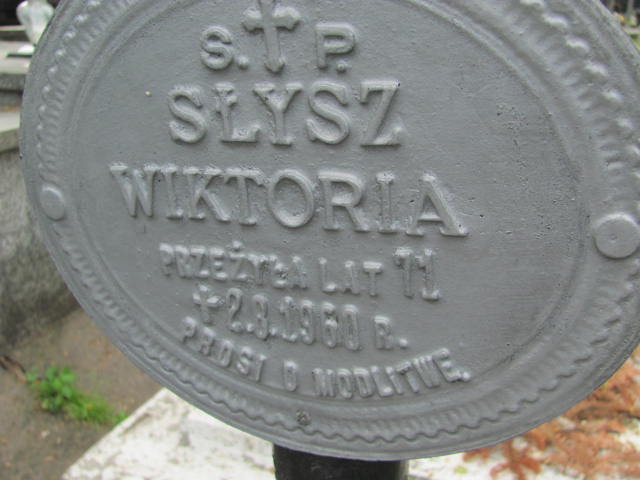 Ś. P.
SŁYSZ
WIKTORIA
PRZEŻYŁA LAT 71
✝2.8.1960 R.
PROSI O MODLITWĘ.